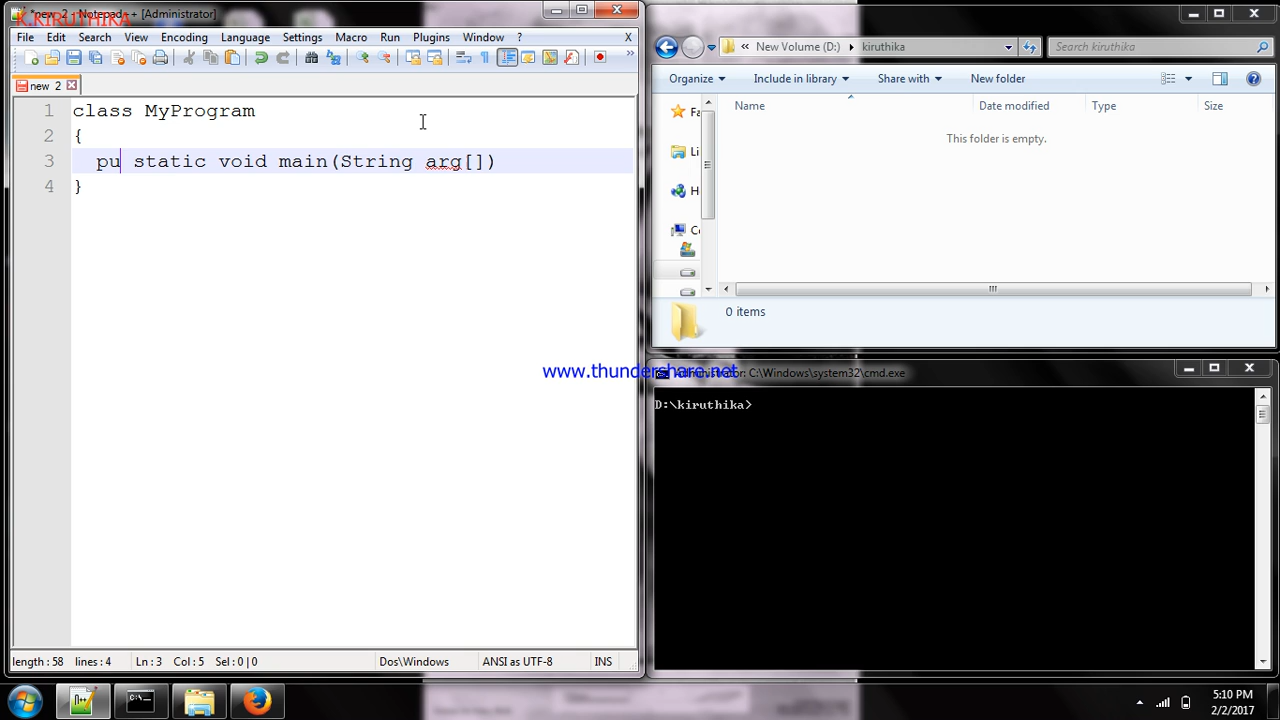 *new 2 - Notepad++ [Administrator]
K.KIRUTHIKA
File Edit Search View Encoding Language Settings Macro Run Plugins Window ? X
new 2
1 class MyProgram
2 {
3 pu static void main(String arg[])
4 }
length : 58 lines : 4 Ln : 3 Col : 5 Sel : 0 | 0 Dos\Windows ANSI as UTF-8 INS
New Volume (D:) kiruthika Search kiruthika
Organize Include in library Share with New folder
Name Date modified Type Size
Fa
This folder is empty.
Li
H
C
0 items
www.thundershare.net
Administrator: C:\Windows\system32\cmd.exe
D:\kiruthika>
5:10 PM
2/2/2017